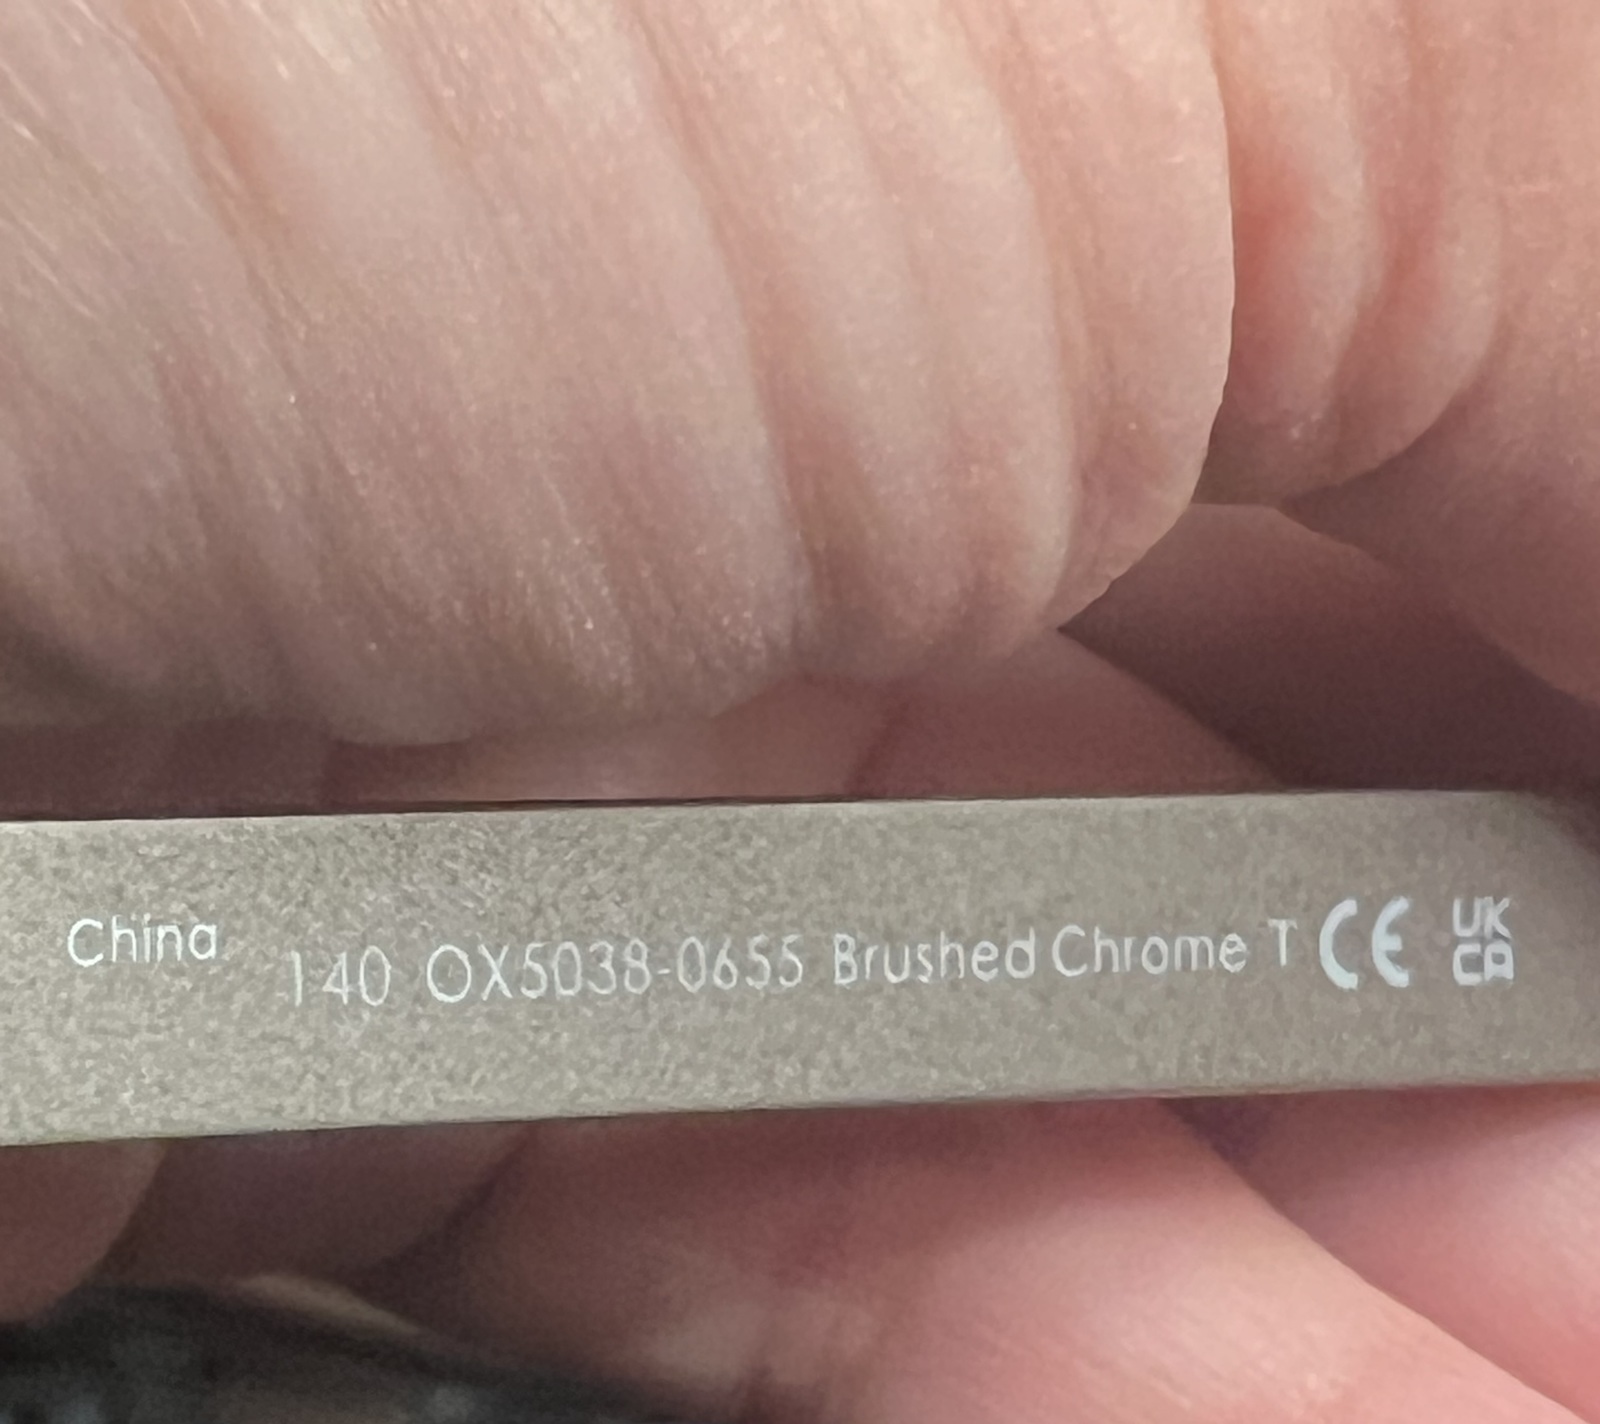 China 140 OX5038-0655 Brushed Chrome T CE UK
CA